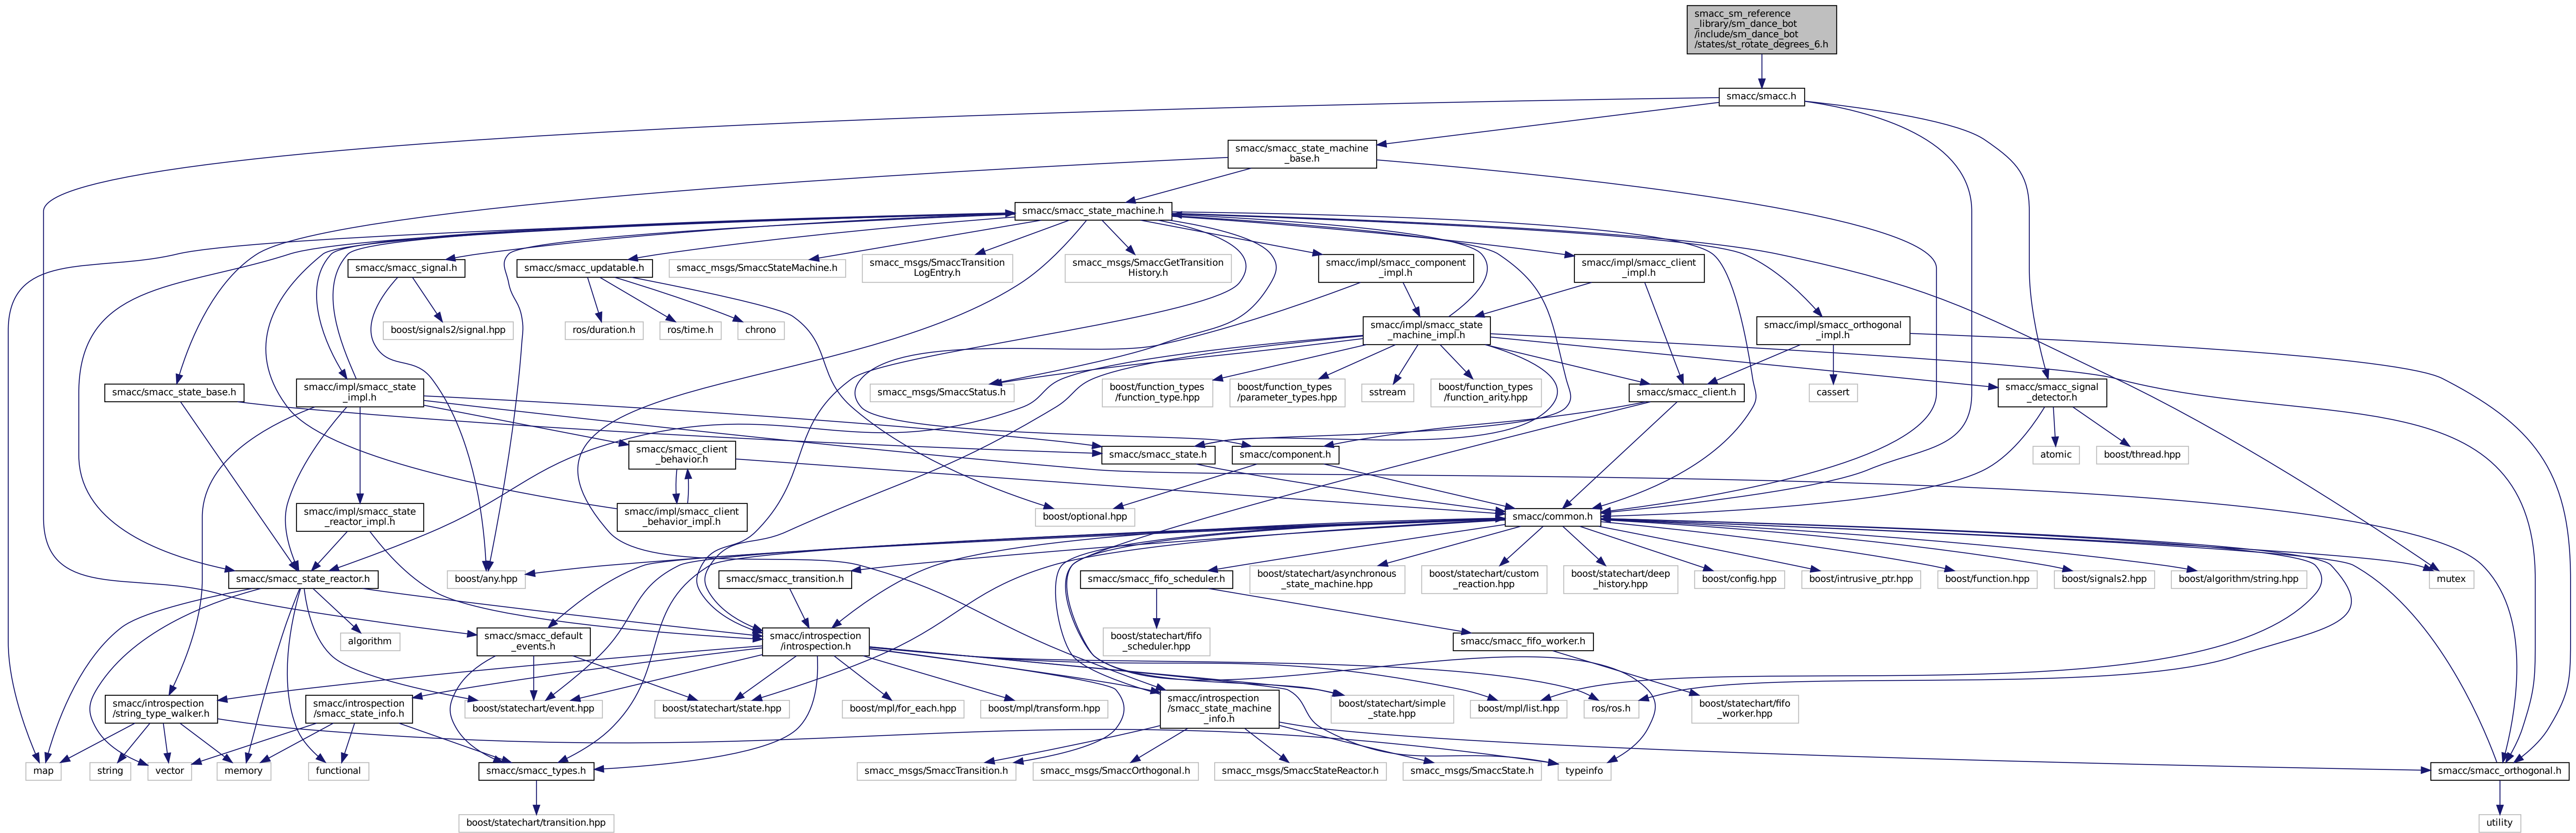 smacc_sm_reference
_library/sm_dance_bot
/include/sm_dance_bot
/states/st_rotate_degrees_6.h
smacc/smacc.h
smacc/smacc_state_machine
_base.h
smacc/smacc_state_machine.h
smacc/smacc_signal.h
smacc/smacc_updatable.h
smacc_msgs/SmaccStateMachine.h
smacc_msgs/SmaccTransition
LogEntry.h
smacc_msgs/SmaccGetTransition
History.h
smacc/impl/smacc_component
_impl.h
smacc/impl/smacc_client
_impl.h
boost/signals2/signal.hpp
ros/duration.h
ros/time.h
chrono
smacc/impl/smacc_state
_machine_impl.h
smacc/impl/smacc_orthogonal
_impl.h
smacc/smacc_state_base.h
smacc/impl/smacc_state
_impl.h
smacc_msgs/SmaccStatus.h
boost/function_types
/function_type.hpp
boost/function_types
/parameter_types.hpp
sstream
boost/function_types
/function_arity.hpp
smacc/smacc_client.h
cassert
smacc/smacc_signal
_detector.h
smacc/smacc_client
_behavior.h
smacc/smacc_state.h
smacc/component.h
atomic
boost/thread.hpp
smacc/impl/smacc_state
_reactor_impl.h
smacc/impl/smacc_client
_behavior_impl.h
boost/optional.hpp
smacc/common.h
smacc/smacc_state_reactor.h
boost/any.hpp
smacc/smacc_transition.h
smacc/smacc_fifo_scheduler.h
boost/statechart/asynchronous
_state_machine.hpp
boost/statechart/custom
_reaction.hpp
boost/statechart/deep
_history.hpp
boost/config.hpp
boost/intrusive_ptr.hpp
boost/function.hpp
boost/signals2.hpp
boost/algorithm/string.hpp
mutex
algorithm
smacc/smacc_default
_events.h
smacc/introspection
/introspection.h
boost/statechart/fifo
_scheduler.hpp
smacc/smacc_fifo_worker.h
smacc/introspection
/string_type_walker.h
smacc/introspection
/smacc_state_info.h
boost/statechart/event.hpp
boost/statechart/state.hpp
boost/mpl/for_each.hpp
boost/mpl/transform.hpp
smacc/introspection
/smacc_state_machine
_info.h
boost/statechart/simple
_state.hpp
boost/mpl/list.hpp
ros/ros.h
boost/statechart/fifo
_worker.hpp
map
string
vector
memory
functional
smacc/smacc_types.h
smacc_msgs/SmaccTransition.h
smacc_msgs/SmaccOrthogonal.h
smacc_msgs/SmaccStateReactor.h
smacc_msgs/SmaccState.h
typeinfo
smacc/smacc_orthogonal.h
boost/statechart/transition.hpp
utility